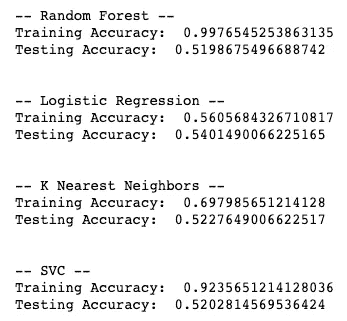 -- Random Forest --
Training Accuracy:  0.9976545253863135
Testing Accuracy:  0.5198675496688742
-- Logistic Regression --
Training Accuracy:  0.5605684326710817
Testing Accuracy:  0.5401490066225165
-- K Nearest Neighbors --
Training Accuracy:  0.697985651214128
Testing Accuracy:  0.5227649006622517
-- SVC --
Training Accuracy:  0.9235651214128036
Testing Accuracy:  0.5202814569536424